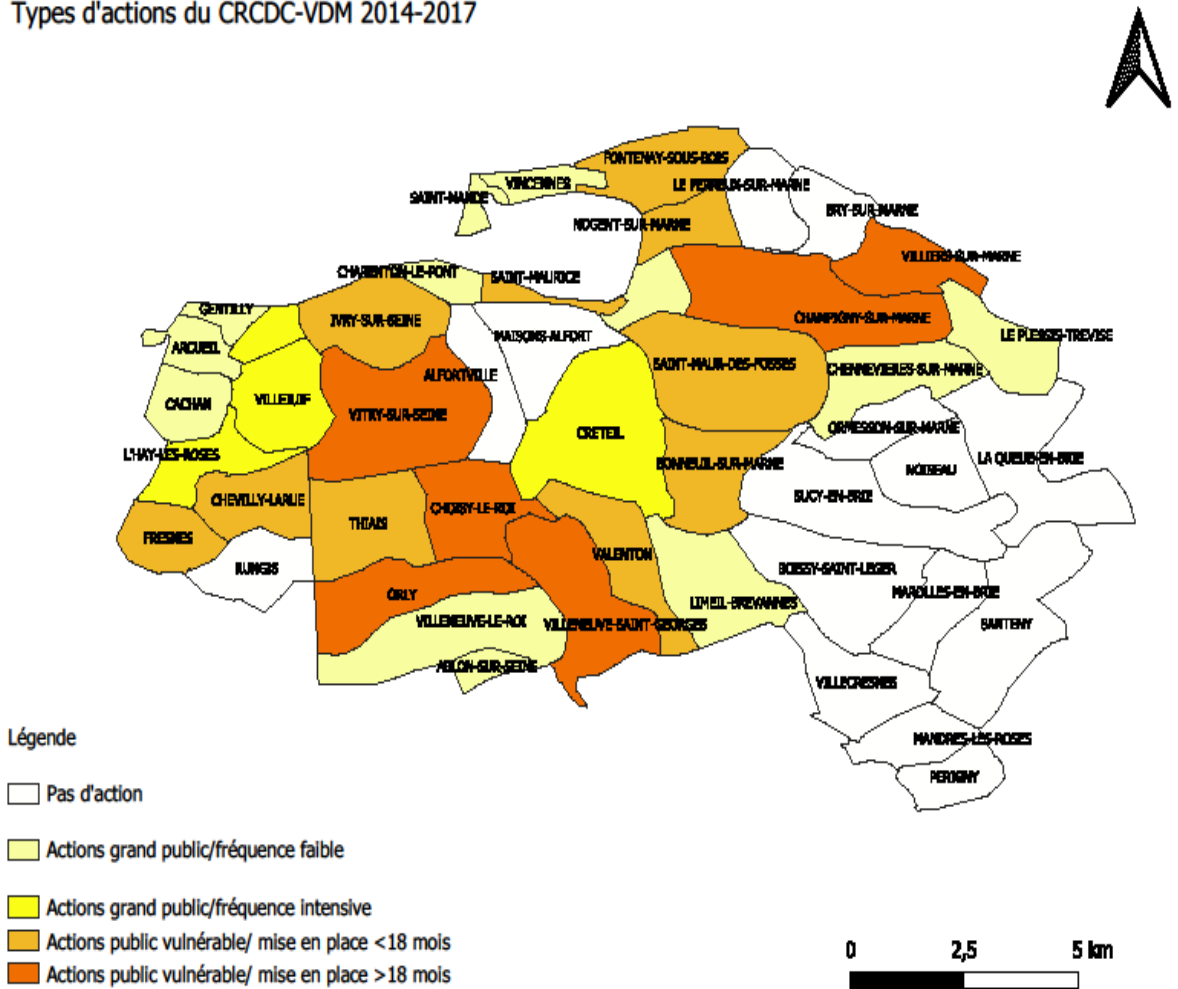 Types d'actions du CRCDC-VDM 2014-2017
FONTENAY-SOUS-BOIS
VINCENNES
LE PERREUX-SUR-MARNE
SAINT-MANDE
BRY-SUR-MARNE
NOGENT-SUR-MARNE
VILLIERS-SUR-MARNE
CHARENTON-LE-PONT
SAINT-MAURICE
GENTILLY
IVRY-SUR-SEINE
CHAMPIGNY-SUR-MARNE
MAISONS-ALFORT
LE PLESSIS-TREVISE
ARCUEIL
SAINT-MAUR-DES-FOSSES
CHENNEVIERES-SUR-MARNE
ALFORTVILLE
CACHAN
VILLEJUIF
VITRY-SUR-SEINE
ORMESSON-SUR-MARNE
CRETEIL
L'HAY-LES-ROSES
BONNEUIL-SUR-MARNE
NOISEAU
LA QUEUE-EN-BRIE
CHEVILLY-LARUE
SUCY-EN-BRIE
CHOISY-LE-ROI
THIAIS
FRESNES
VALENTON
RUNGIS
BOISSY-SAINT-LEGER
MAROLLES-EN-BRIE
ORLY
LIMEIL-BREVANNES
VILLENEUVE-LE-ROI
VILLENEUVE-SAINT-GEORGES
SANTENY
ABLON-SUR-SEINE
VILLECRESNES
MANDRES-LES-ROSES
PERIGNY
Légende
Pas d'action
Actions grand public/fréquence faible
Actions grand public/fréquence intensive
Actions public vulnérable/ mise en place <18 mois
Actions public vulnérable/ mise en place >18 mois
0 2,5 5 km